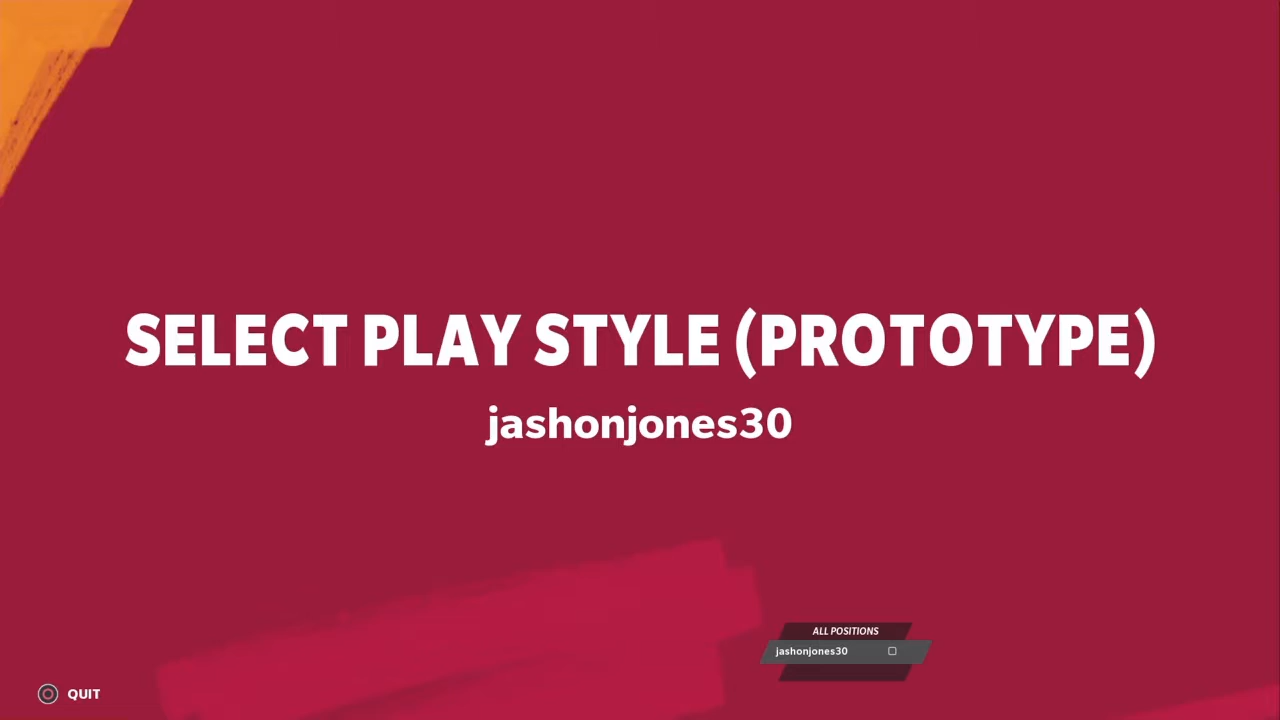 SELECT PLAY STYLE (PROTOTYPE)
jashonjones30
ALL POSITIONS
jashonjones30
QUIT